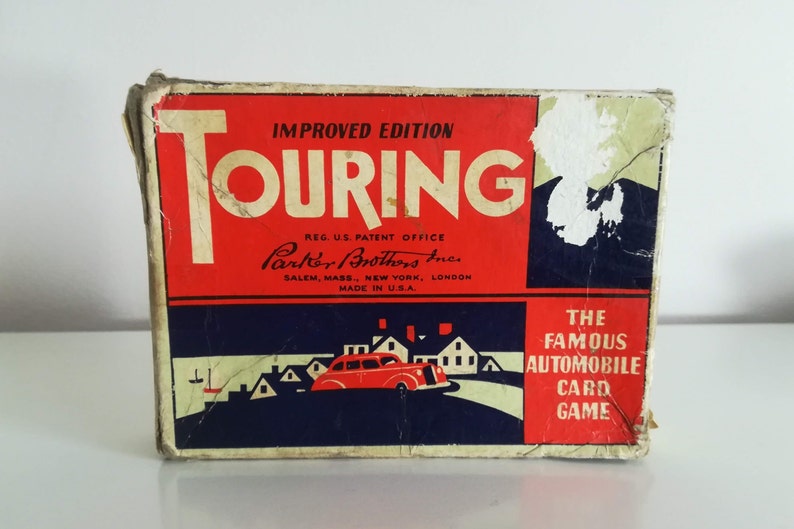 IMPROVED EDITION
TOURING
REG. U.S. PATENT OFFICE
Parker Brothers Inc.
SALEM, MASS., NEW YORK, LONDON
MADE IN U.S.A.
THE
FAMOUS
AUTOMOBILE
CARD
GAME